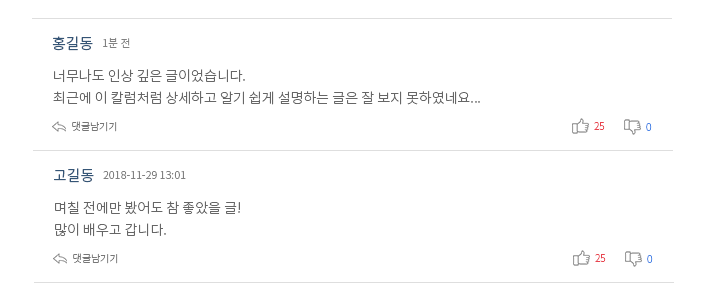 홍길동 1분 전
너무나도 인상 깊은 글이었습니다.
최근에 이 칼럼처럼 상세하고 알기 쉽게 설명하는 글은 잘 보지 못하였네요...
댓글남기기 25 0
고길동 2018-11-29 13:01
며칠 전에만 봤어도 참 좋았을 글!
많이 배우고 갑니다.
댓글남기기 25 0